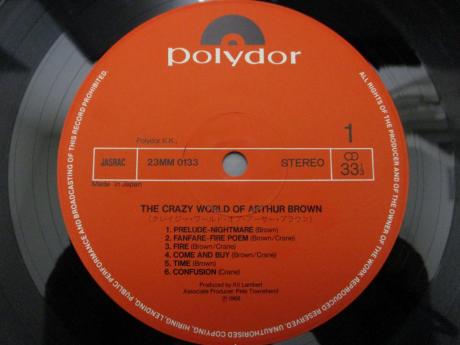 polydor
Polydor K.K.,
1
JASRAC
23MM 0133
STEREO
33⅓
Made in Japan
THE CRAZY WORLD OF ARTHUR BROWN
(クレイジー・ワールド・オブ・アーサー・ブラウン)
1. PRELUDE-NIGHTMARE (Brown)
2. FANFARE-FIRE POEM (Brown/Crane)
3. FIRE (Brown/Crane)
4. COME AND BUY (Brown/Crane)
5. TIME (Brown)
6. CONFUSION (Crane)
Produced by Kit Lambert
Associate Producer: Pete Townshend
℗1968
ALL RIGHTS OF THE PRODUCER AND OF THE OWNER OF THE WORK REPRODUCED RESERVED. UNAUTHORISED COPYING, HIRING, LENDING, PUBLIC PERFORMANCE AND BROADCASTING OF THIS RECORD PROHIBITED.